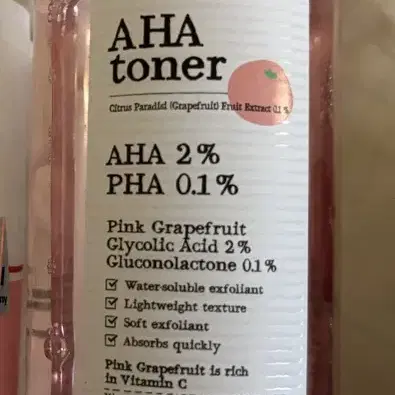 AHA
toner
Citrus Paradisi (Grapefruit) Fruit Extract 0.1%
AHA 2%
PHA 0.1%
Pink Grapefruit
Glycolic Acid 2%
Gluconolactone 0.1%
Water-soluble exfoliant
Lightweight texture
Soft exfoliant
Absorbs quickly
Pink Grapefruit is rich
in Vitamin C